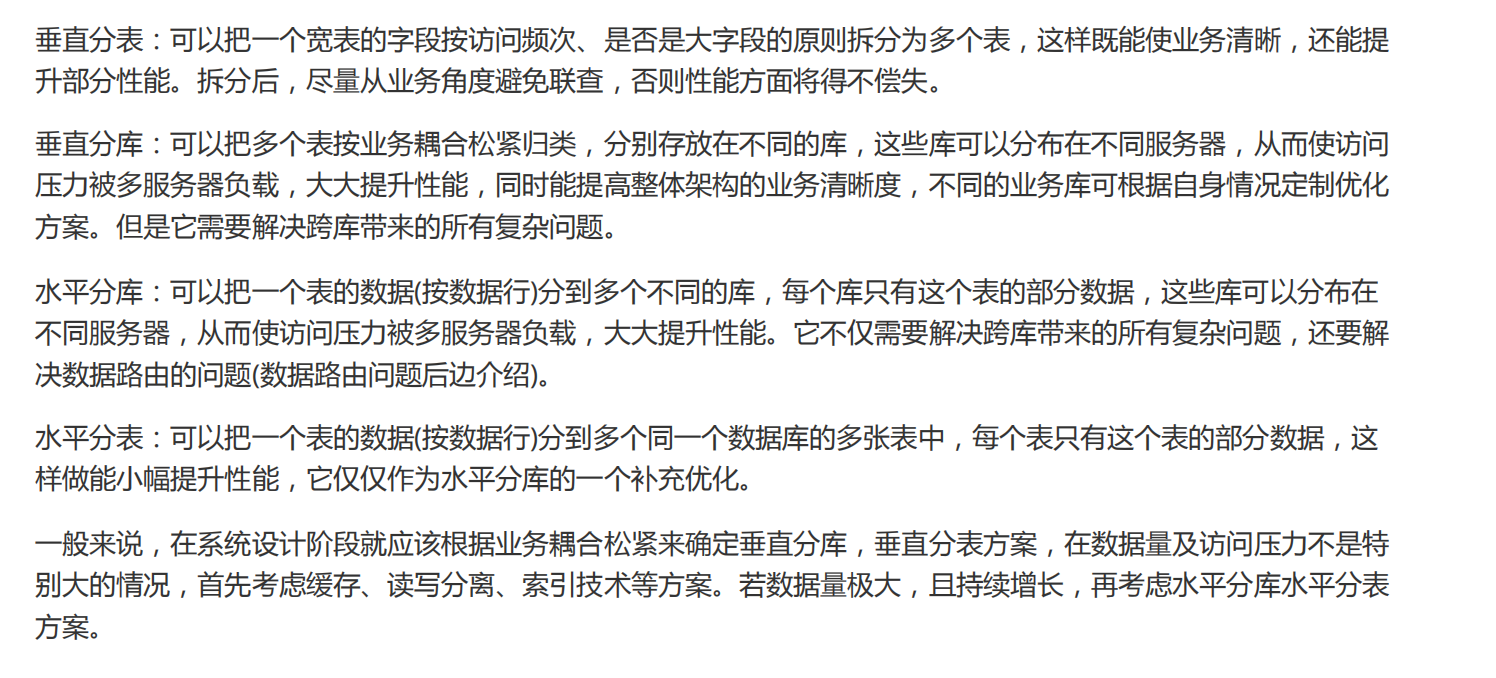 垂直分表：可以把一个宽表的字段按访问频次、是否是大字段的原则拆分为多个表，这样既能使业务清晰，还能提
升部分性能。拆分后，尽量从业务角度避免联查，否则性能方面将得不偿失。
垂直分库：可以把多个表按业务耦合松紧归类，分别存放在不同的库，这些库可以分布在不同服务器，从而使访问
压力被多服务器负载，大大提升性能，同时能提高整体架构的业务清晰度，不同的业务库可根据自身情况定制优化
方案。但是它需要解决跨库带来的所有复杂问题。
水平分库：可以把一个表的数据(按数据行)分到多个不同的库，每个库只有这个表的部分数据，这些库可以分布在
不同服务器，从而使访问压力被多服务器负载，大大提升性能。它不仅需要解决跨库带来的所有复杂问题，还要解
决数据路由的问题(数据路由问题后边介绍)。
水平分表：可以把一个表的数据(按数据行)分到多个同一个数据库的多张表中，每个表只有这个表的部分数据，这
样做能小幅提升性能，它仅仅作为水平分库的一个补充优化。
一般来说，在系统设计阶段就应该根据业务耦合松紧来确定垂直分库，垂直分表方案，在数据量及访问压力不是特
别大的情况，首先考虑缓存、读写分离、索引技术等方案。若数据量极大，且持续增长，再考虑水平分库水平分表
方案。